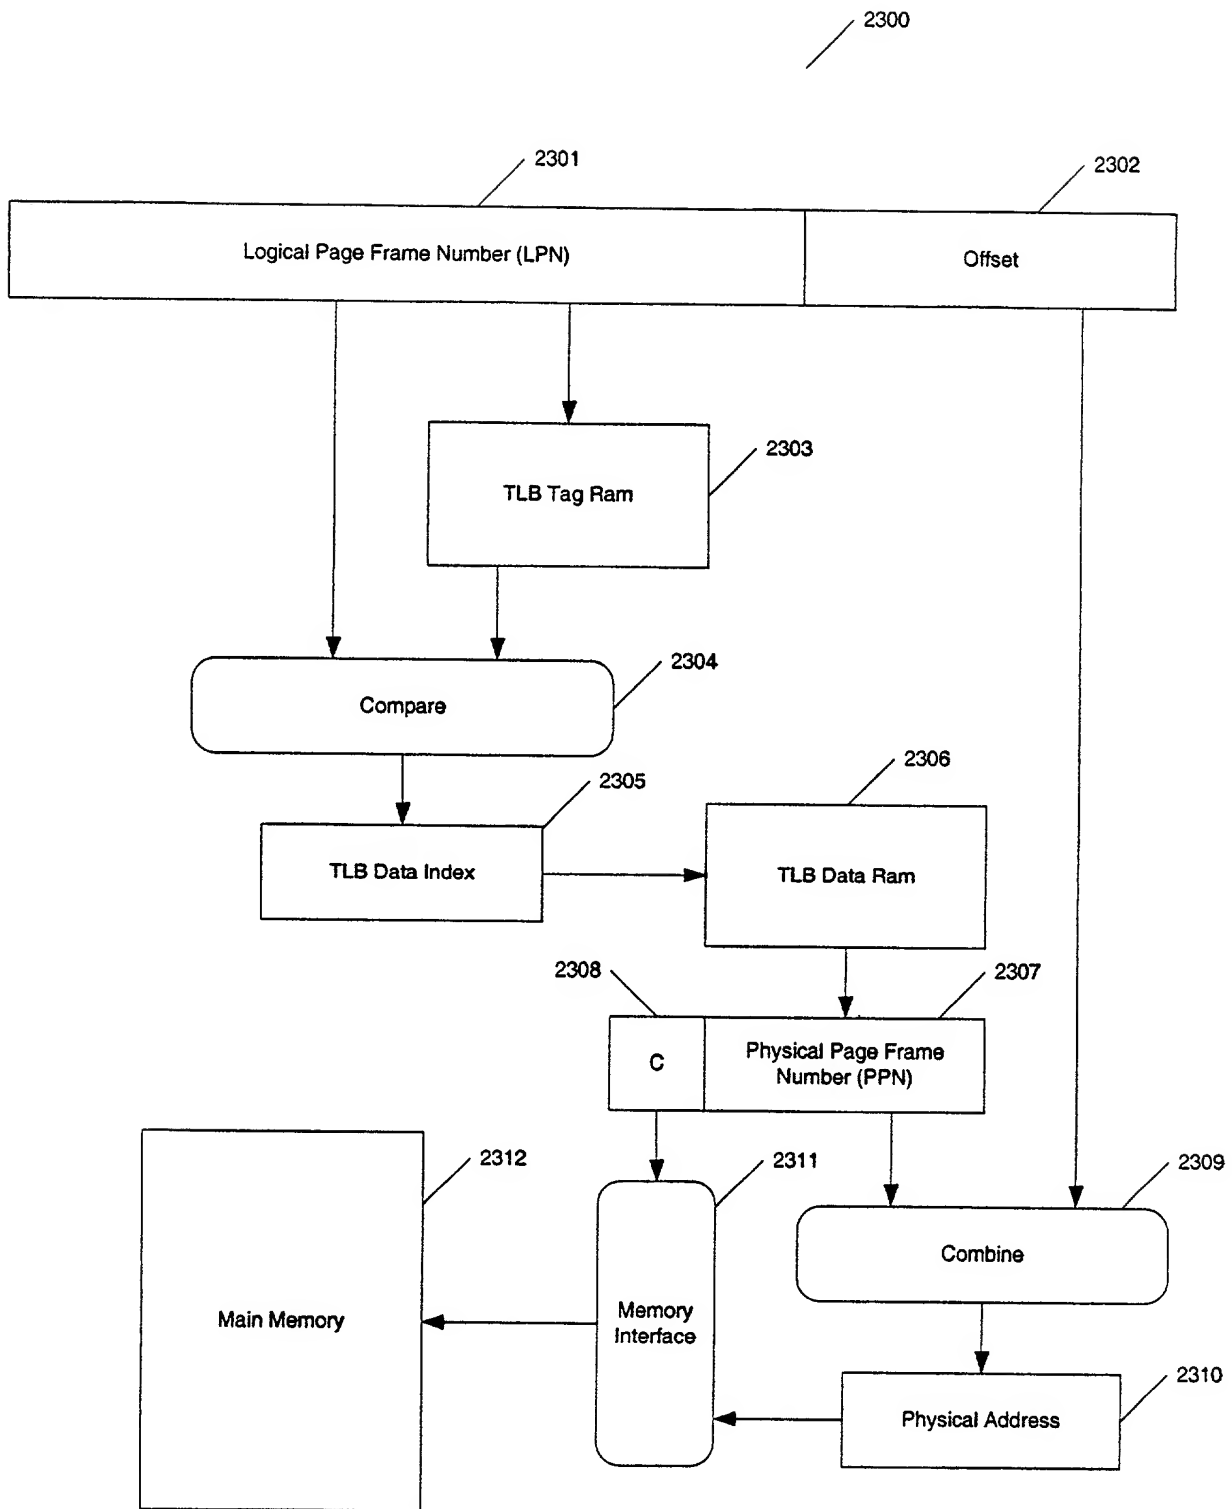 2300
2301
2302
Logical Page Frame Number (LPN)
Offset
2303
TLB Tag Ram
2304
Compare
2305
2306
TLB Data Index
TLB Data Ram
2308
2307
C
Physical Page Frame
Number (PPN)
2312
2311
2309
Combine
Main Memory
Memory
Interface
2310
Physical Address